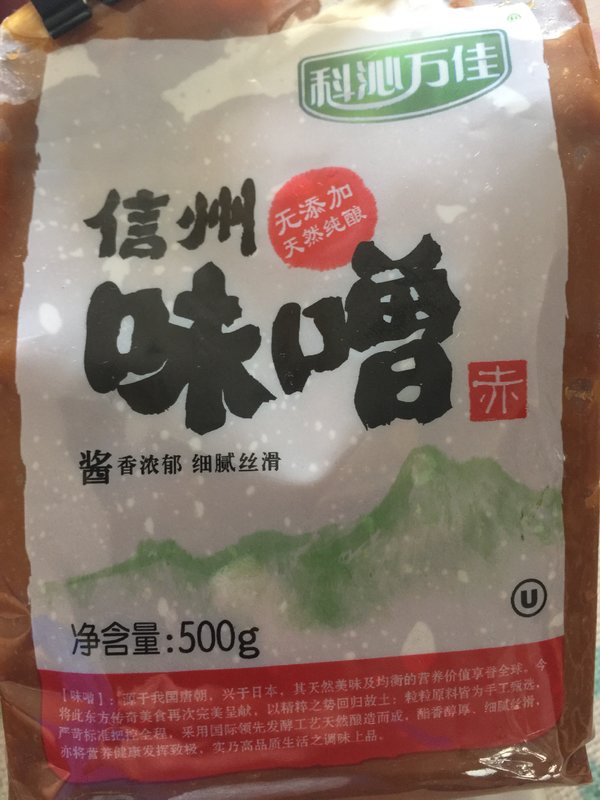 科沁万佳
®
信州
无添加
天然纯酿
味噌
赤
酱香浓郁 细腻丝滑
U
净含量:500g
【味噌】:源于我国唐朝,兴于日本,其天然美味及均衡的营养价值享誉全球,今
将此东方传奇美食再次完美呈献,以精粹之势回归故土:粒粒原料皆为手工甄选,
严苛标准把控全程,采用国际领先发酵工艺天然酿造而成,酯香醇厚、细腻丝滑,
亦将营养健康发挥致极,实乃高品质生活之调味上品。